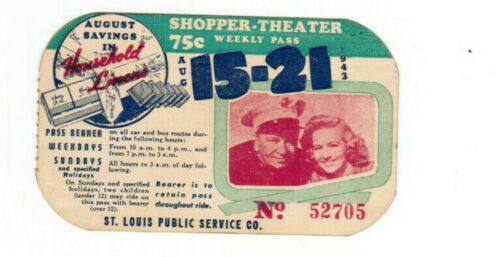 AUGUST
SAVINGS
IN
Household
Linens
SHOPPER-THEATER
75c WEEKLY PASS
AUG
15-21
1943
PASS BEARER on all car and bus routes dur-
ing the following hours:
WEEKDAYS From 10 a.m. to 4 p.m., and
from 7 p.m. to 3 a.m.
SUNDAYS All hours to 3 a.m. of day fol-
and specified lowing.
Holidays
On Sundays and specified
holidays, two children
(under 12) may ride on
this pass with bearer
(over 12).
Bearer is to
retain pass
throughout ride.
No 52705
ST. LOUIS PUBLIC SERVICE CO.